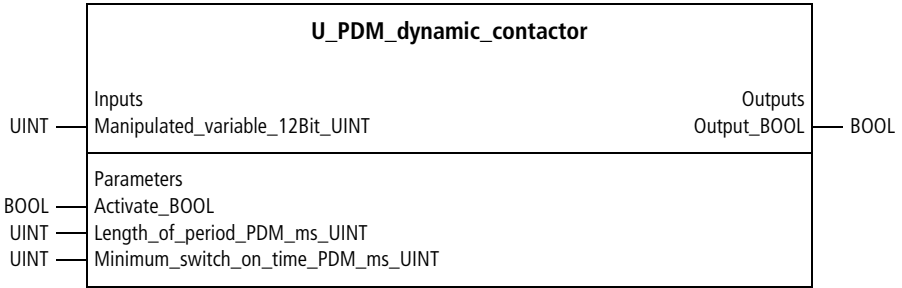 U_PDM_dynamic_contactor
Inputs Outputs
UINT Manipulated_variable_12Bit_UINT Output_BOOL BOOL
Parameters
BOOL Activate_BOOL
UINT Length_of_period_PDM_ms_UINT
UINT Minimum_switch_on_time_PDM_ms_UINT